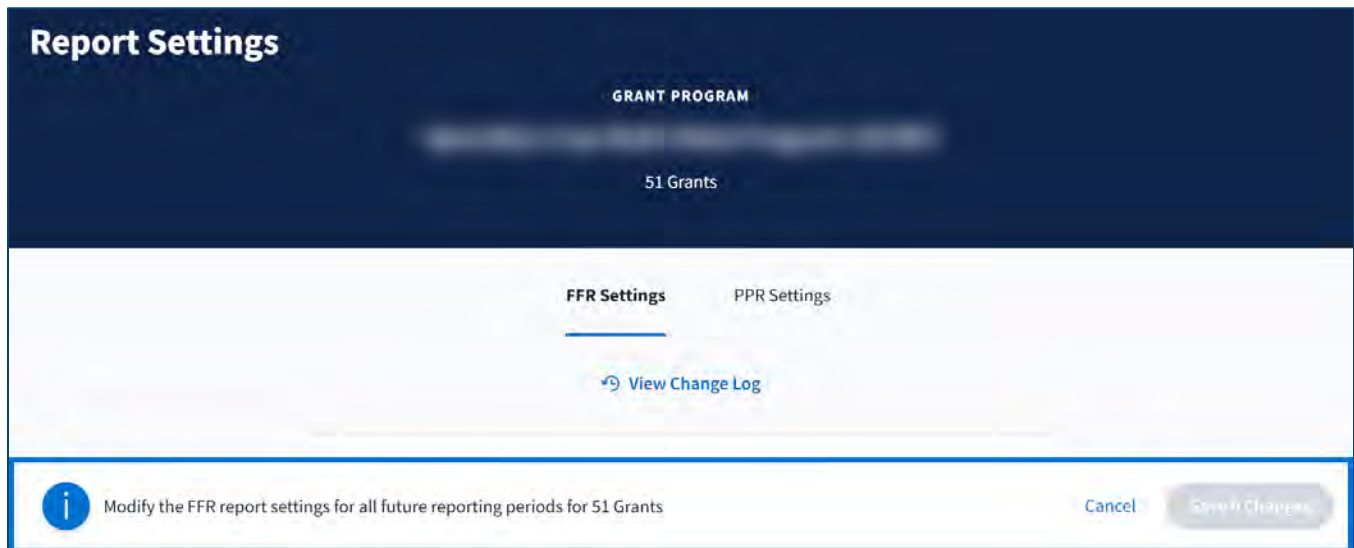 Report Settings
GRANT PROGRAM
51 Grants
FFR Settings PPR Settings
View Change Log
Modify the FFR report settings for all future reporting periods for 51 Grants Cancel